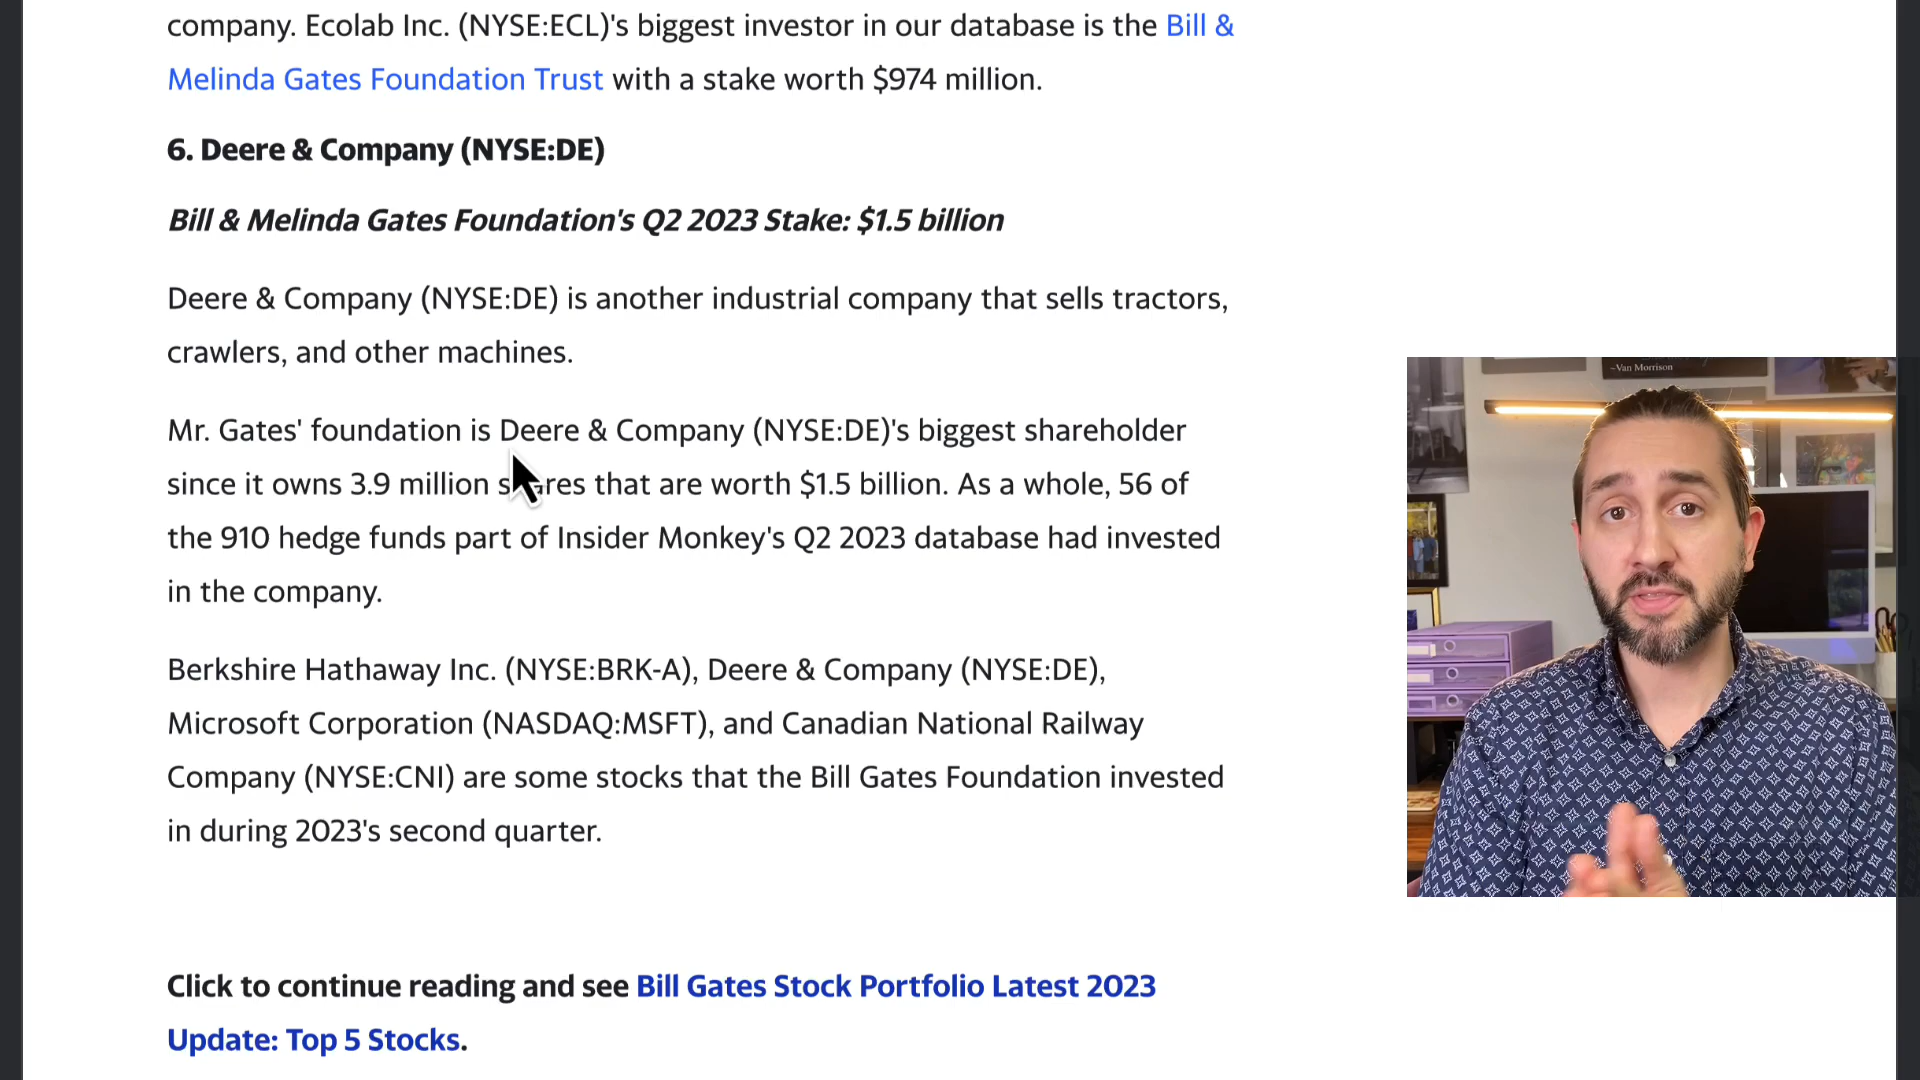 company. Ecolab Inc. (NYSE:ECL)'s biggest investor in our database is the Bill &
Melinda Gates Foundation Trust with a stake worth $974 million.
6. Deere & Company (NYSE:DE)
Bill & Melinda Gates Foundation's Q2 2023 Stake: $1.5 billion
Deere & Company (NYSE:DE) is another industrial company that sells tractors,
crawlers, and other machines.
Mr. Gates' foundation is Deere & Company (NYSE:DE)'s biggest shareholder
since it owns 3.9 million shares that are worth $1.5 billion. As a whole, 56 of
the 910 hedge funds part of Insider Monkey's Q2 2023 database had invested
in the company.
Berkshire Hathaway Inc. (NYSE:BRK-A), Deere & Company (NYSE:DE),
Microsoft Corporation (NASDAQ:MSFT), and Canadian National Railway
Company (NYSE:CNI) are some stocks that the Bill Gates Foundation invested
in during 2023's second quarter.
Click to continue reading and see Bill Gates Stock Portfolio Latest 2023
Update: Top 5 Stocks.
~Van Morrison